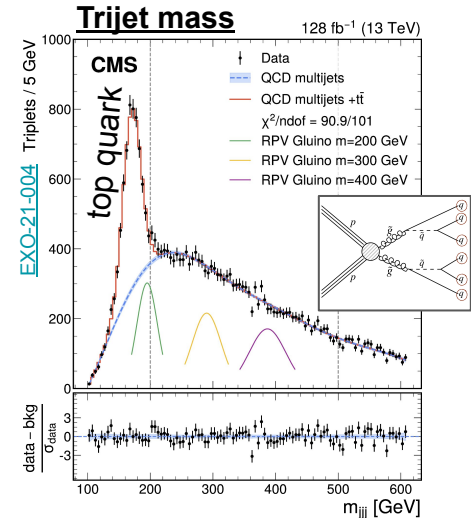 Trijet mass
128 fb⁻¹ (13 TeV)
Triplets / 5 GeV
EXO-21-004
CMS
top quark
Data
QCD multijets
QCD multijets +tt̄
χ²/ndof = 90.9/101
RPV Gluino m=200 GeV
RPV Gluino m=300 GeV
RPV Gluino m=400 GeV
1000
800
600
400
200
0
p
p
g̃
g̃
q̃
q̃
q
q
q
q
q
q
data − bkg
σdata
3
0
−3
100 200 300 400 500 600
mjjj [GeV]